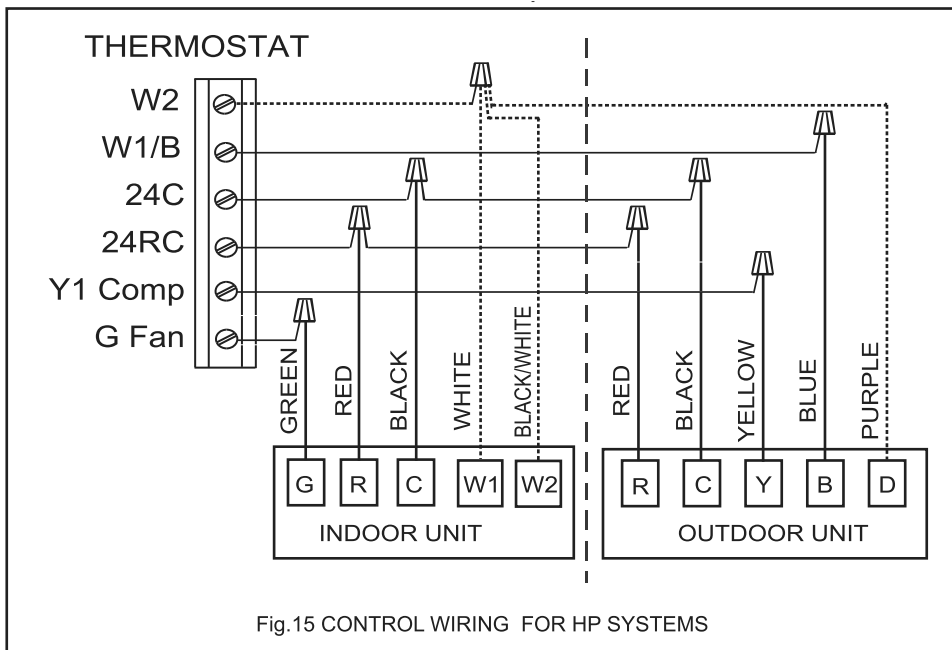 THERMOSTAT
W2
W1/B
24C
24RC
Y1 Comp
G Fan
GREEN
RED
BLACK
WHITE
BLACK/WHITE
RED
BLACK
YELLOW
BLUE
PURPLE
G R C W1 W2
INDOOR UNIT
R C Y B D
OUTDOOR UNIT
Fig.15 CONTROL WIRING FOR HP SYSTEMS